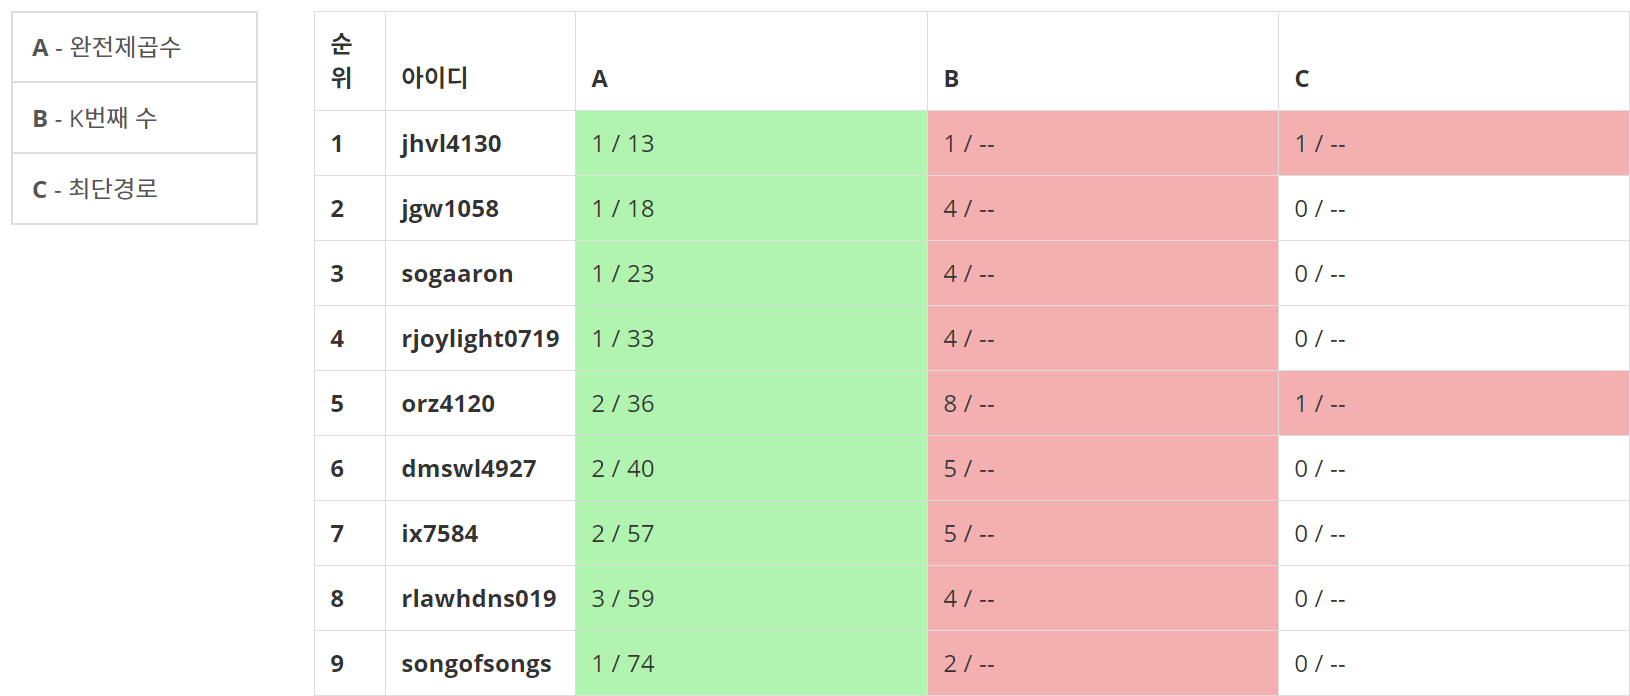 A - 완전제곱수
B - K번째 수
C - 최단경로
순위 아이디 A B C
1 jhvl4130 1 / 13 1 / -- 1 / --
2 jgw1058 1 / 18 4 / -- 0 / --
3 sogaaron 1 / 23 4 / -- 0 / --
4 rjoylight0719 1 / 33 4 / -- 0 / --
5 orz4120 2 / 36 8 / -- 1 / --
6 dmswl4927 2 / 40 5 / -- 0 / --
7 ix7584 2 / 57 5 / -- 0 / --
8 rlawhdns019 3 / 59 4 / -- 0 / --
9 songofsongs 1 / 74 2 / -- 0 / --